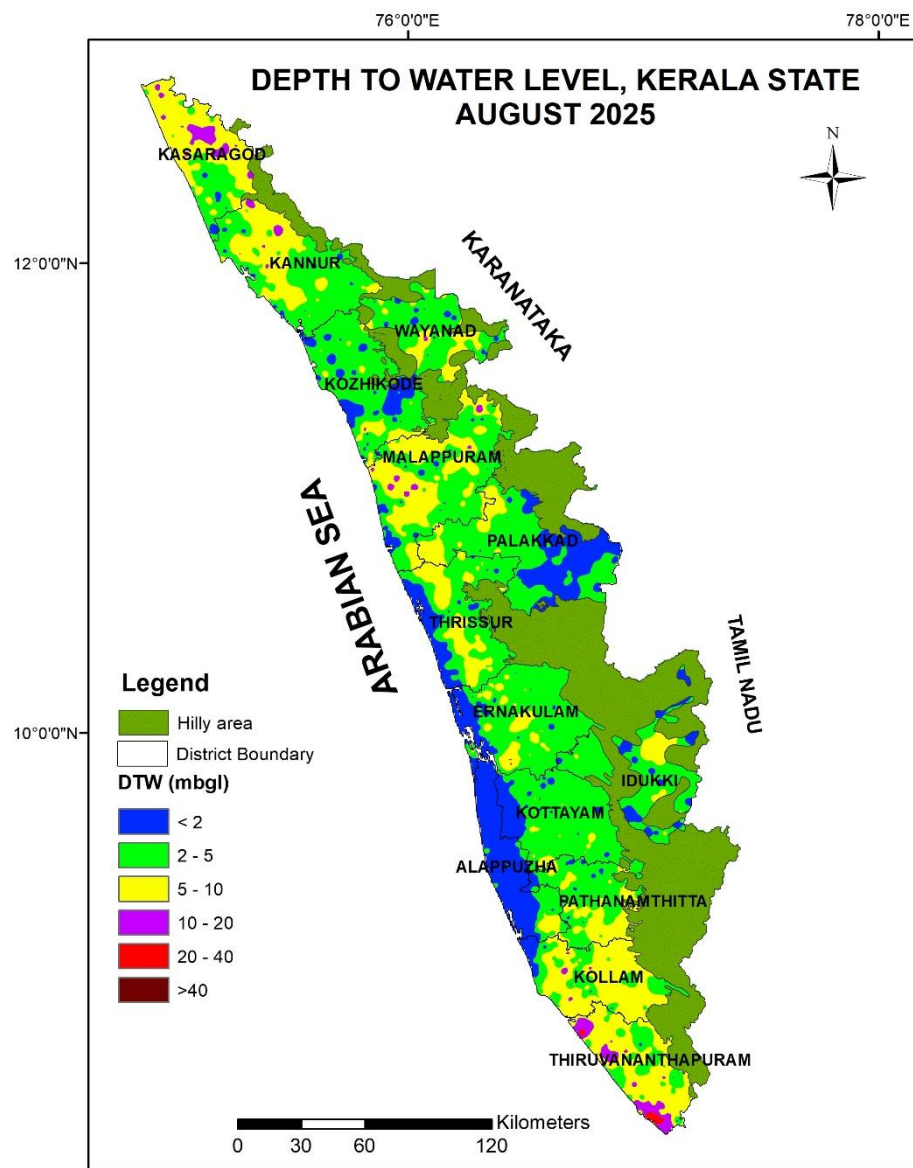 76°0'0"E
78°0'0"E
DEPTH TO WATER LEVEL, KERALA STATE
AUGUST 2025
N
KASARAGOD
12°0'0"N
KANNUR
KARANATAKA
WAYANAD
KOZHIKODE
MALAPPURAM
ARABIAN SEA
PALAKKAD
THRISSUR
TAMIL NADU
ERNAKULAM
10°0'0"N
IDUKKI
KOTTAYAM
ALAPPUZHA
PATHANAMTHITTA
KOLLAM
THIRUVANANTHAPURAM
Legend
Hilly area
District Boundary
DTW (mbgl)
< 2
2 - 5
5 - 10
10 - 20
20 - 40
>40
Kilometers
0 30 60 120